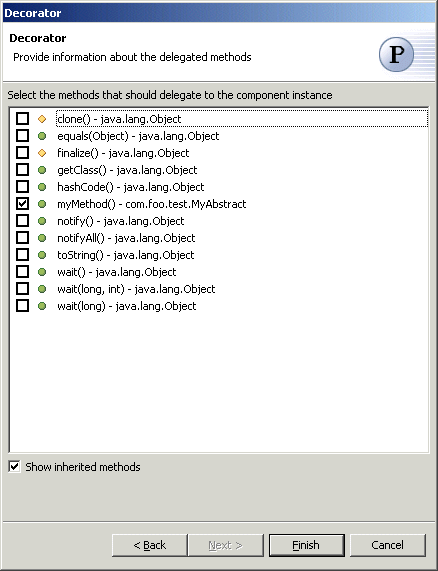 Decorator
Decorator
Provide information about the delegated methods
P
Select the methods that should delegate to the component instance
clone() - java.lang.Object
equals(Object) - java.lang.Object
finalize() - java.lang.Object
getClass() - java.lang.Object
hashCode() - java.lang.Object
myMethod() - com.foo.test.MyAbstract
notify() - java.lang.Object
notifyAll() - java.lang.Object
toString() - java.lang.Object
wait() - java.lang.Object
wait(long, int) - java.lang.Object
wait(long) - java.lang.Object
Show inherited methods
< Back Next > Finish Cancel